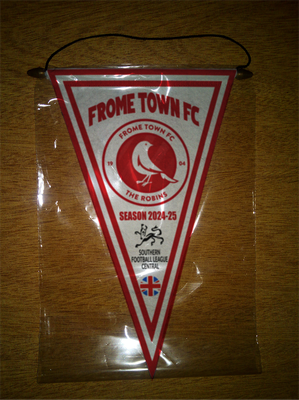 FROME TOWN FC
FROME TOWN FC
19 04
THE ROBINS
SEASON 2024-25
SOUTHERN
FOOTBALL LEAGUE
CENTRAL